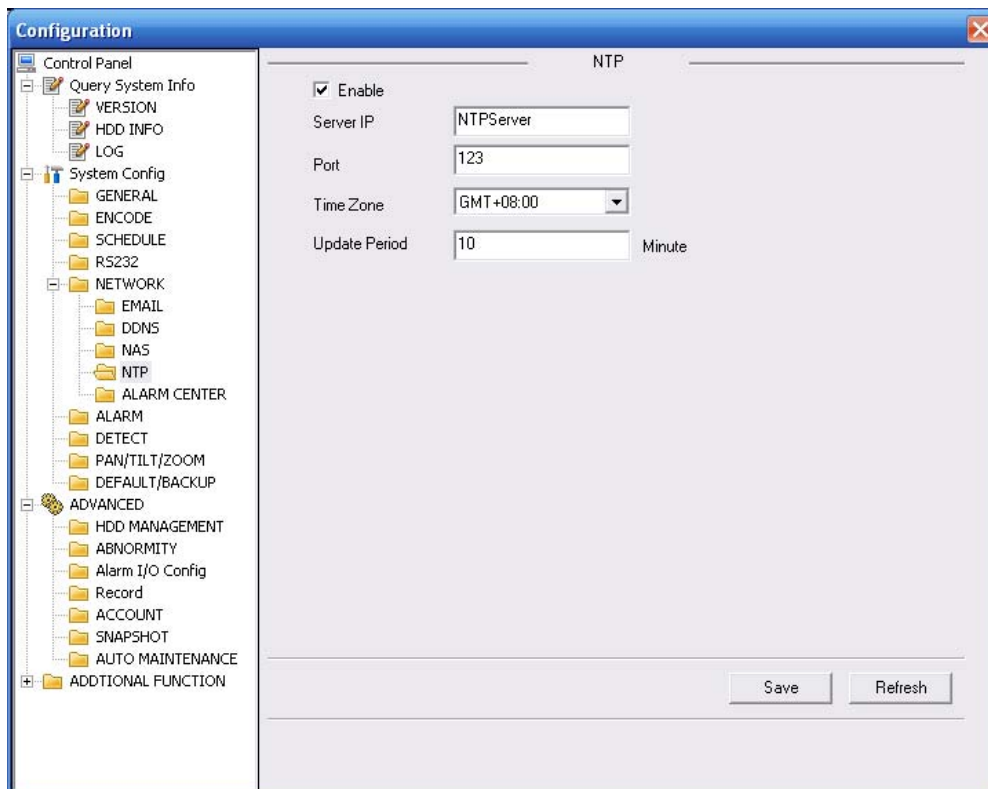 Configuration
Control Panel
Query System Info
VERSION
HDD INFO
LOG
System Config
GENERAL
ENCODE
SCHEDULE
RS232
NETWORK
EMAIL
DDNS
NAS
NTP
ALARM CENTER
ALARM
DETECT
PAN/TILT/ZOOM
DEFAULT/BACKUP
ADVANCED
HDD MANAGEMENT
ABNORMITY
Alarm I/O Config
Record
ACCOUNT
SNAPSHOT
AUTO MAINTENANCE
ADDTIONAL FUNCTION
NTP
Enable
Server IP NTPServer
Port 123
Time Zone GMT+08:00
Update Period 10 Minute
Save Refresh